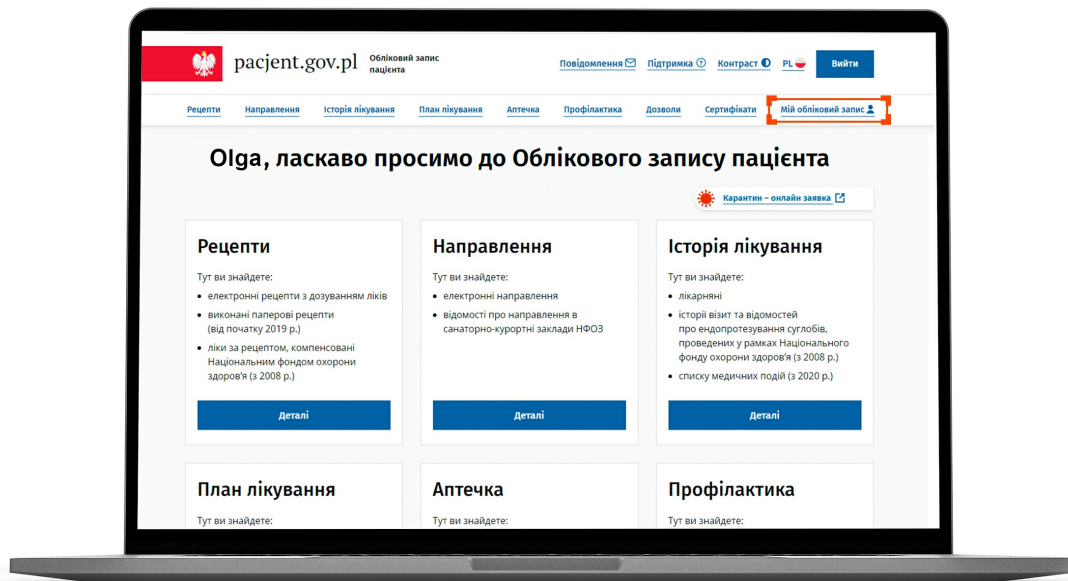 pacjent.gov.pl
Обліковий запис
пацієнта
Повідомлення
Підтримка
Контраст
PL
Вийти
Рецепти
Направлення
Історія лікування
План лікування
Аптечка
Профілактика
Дозволи
Сертифікати
Мій обліковий запис
Olga, ласкаво просимо до Облікового запису пацієнта
Карантин – онлайн заявка
Рецепти
Тут ви знайдете:
• електронні рецепти з дозуванням ліків
• виконані паперові рецепти
(від початку 2019 р.)
• ліки за рецептом, компенсовані
Національним фондом охорони
здоров'я (з 2008 р.)
Деталі
Направлення
Тут ви знайдете:
• електронні направлення
• відомості про направлення в
санаторно-курортні заклади НФОЗ
Деталі
Історія лікування
Тут ви знайдете:
• лікарняні
• історії візит та відомостей
про ендопротезування суглобів,
проведених у рамках Національного
фонду охорони здоров'я (з 2008 р.)
• списку медичних подій (з 2020 р.)
Деталі
План лікування
Тут ви знайдете:
Аптечка
Тут ви знайдете:
Профілактика
Тут ви знайдете: